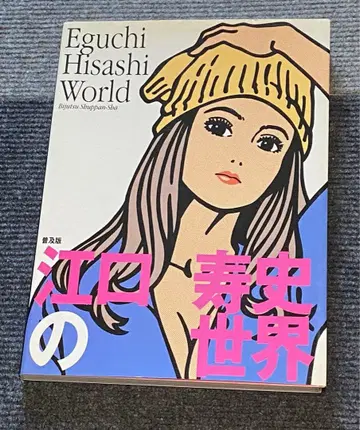 Eguchi
Hisashi
World
Bijutsu Shuppan-Sha
普及版
江口 寿史
の 世界